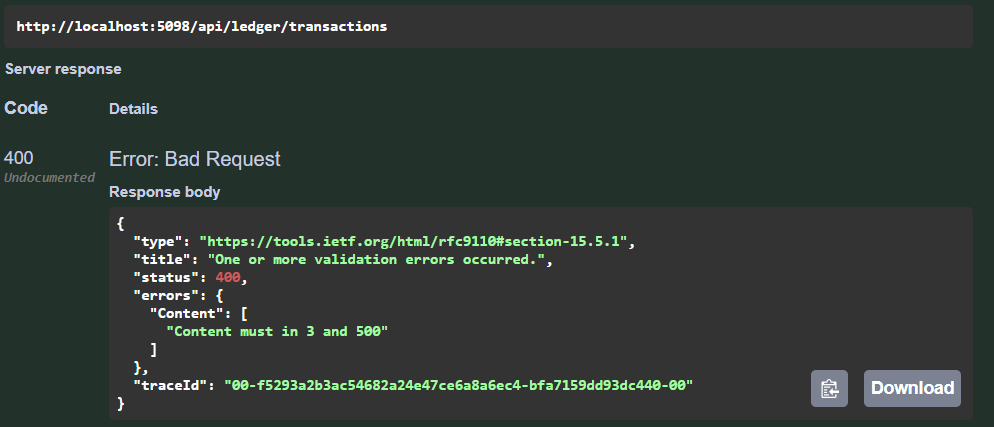 http://localhost:5098/api/ledger/transactions
Server response
Code Details
400 Error: Bad Request
Undocumented
Response body
{
  "type": "https://tools.ietf.org/html/rfc9110#section-15.5.1",
  "title": "One or more validation errors occurred.",
  "status": 400,
  "errors": {
    "Content": [
      "Content must in 3 and 500"
    ]
  },
  "traceId": "00-f5293a2b3ac54682a24e47ce6a8a6ec4-bfa7159dd93dc440-00"
}
Download